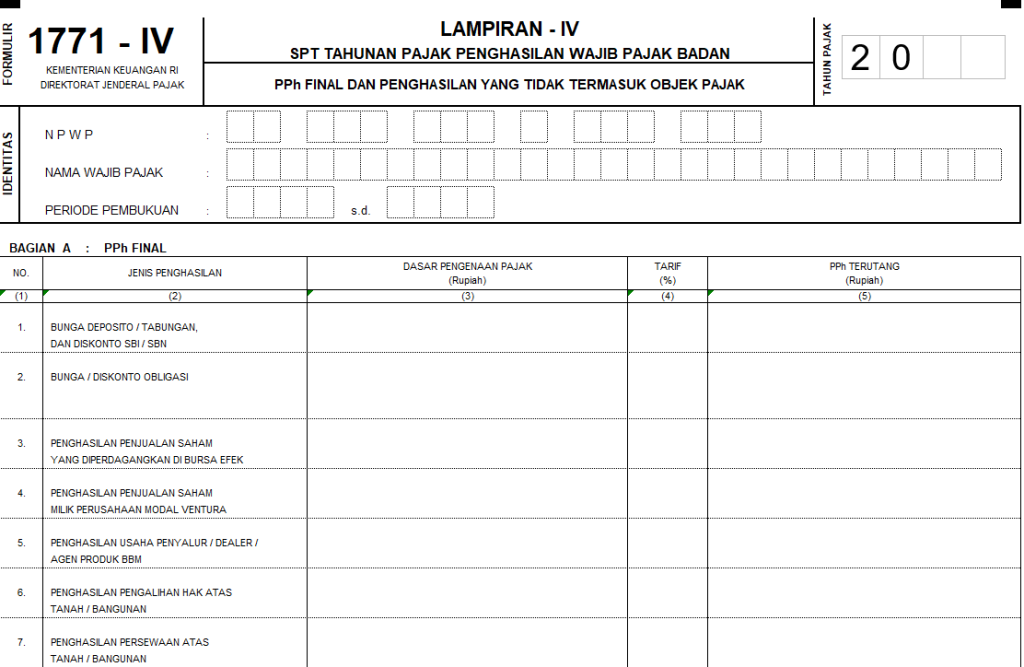 FORMULIR
1771 - IV
KEMENTERIAN KEUANGAN RI
DIREKTORAT JENDERAL PAJAK
LAMPIRAN - IV
SPT TAHUNAN PAJAK PENGHASILAN WAJIB PAJAK BADAN
PPh FINAL DAN PENGHASILAN YANG TIDAK TERMASUK OBJEK PAJAK
TAHUN PAJAK
2 0
IDENTITAS
N P W P :
NAMA WAJIB PAJAK :
PERIODE PEMBUKUAN : s.d.
BAGIAN A : PPh FINAL
NO. JENIS PENGHASILAN DASAR PENGENAAN PAJAK TARIF PPh TERUTANG
(Rupiah) (%) (Rupiah)
(1) (2) (3) (4) (5)
1. BUNGA DEPOSITO / TABUNGAN,
DAN DISKONTO SBI / SBN
2. BUNGA / DISKONTO OBLIGASI
3. PENGHASILAN PENJUALAN SAHAM
YANG DIPERDAGANGKAN DI BURSA EFEK
4. PENGHASILAN PENJUALAN SAHAM
MILIK PERUSAHAAN MODAL VENTURA
5. PENGHASILAN USAHA PENYALUR / DEALER /
AGEN PRODUK BBM
6. PENGHASILAN PENGALIHAN HAK ATAS
TANAH / BANGUNAN
7. PENGHASILAN PERSEWAAN ATAS
TANAH / BANGUNAN